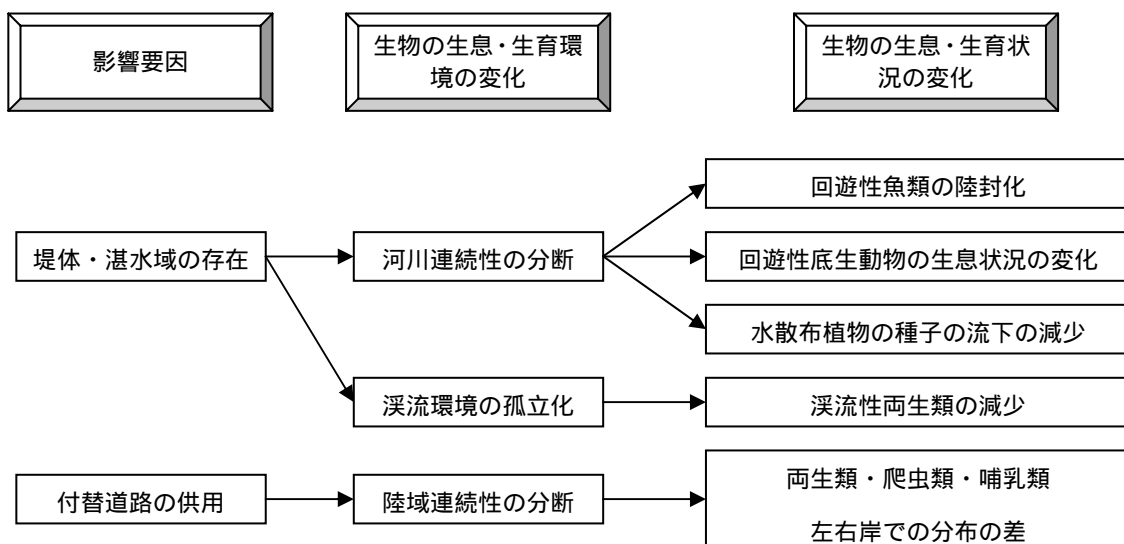 影響要因
生物の生息・生育環
境の変化
生物の生息・生育状
況の変化
回遊性魚類の陸封化
堤体・湛水域の存在
河川連続性の分断
回遊性底生動物の生息状況の変化
水散布植物の種子の流下の減少
渓流環境の孤立化
渓流性両生類の減少
付替道路の供用
陸域連続性の分断
両生類・爬虫類・哺乳類
左右岸での分布の差